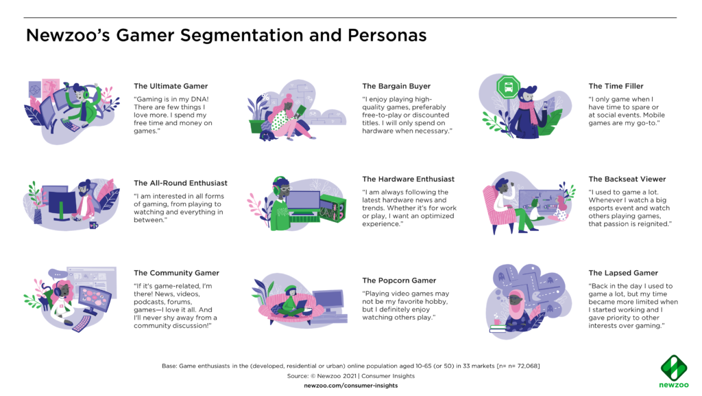 Newzoo's Gamer Segmentation and Personas
The Ultimate Gamer
"Gaming is in my DNA!
There are few things I
love more. I spend my
free time and money on
games."
The Bargain Buyer
"I enjoy playing high-
quality games, preferably
free-to-play or discounted
titles. I will only spend on
hardware when necessary."
The Time Filler
"I only game when I
have time to spare or
at social events. Mobile
games are my go-to."
The All-Round Enthusiast
"I am interested in all forms
of gaming, from playing to
watching and everything in
between."
The Hardware Enthusiast
"I am always following the
latest hardware news and
trends. Whether it's for work
or play, I want an optimized
experience."
The Backseat Viewer
"I used to game a lot.
Whenever I watch a big
esports event and watch
others playing games,
that passion is reignited."
The Community Gamer
"If it's game-related, I'm
there! News, videos,
podcasts, forums,
games—I love it all. And
I'll never shy away from a
community discussion!"
The Popcorn Gamer
"Playing video games may
not be my favorite hobby,
but I definitely enjoy
watching others play."
The Lapsed Gamer
"Back in the day I used to
game a lot, but my time
became more limited when
I started working and I
gave priority to other
interests over gaming."
Base: Game enthusiasts in the (developed, residential or urban) online population aged 10-65 (or 50) in 33 markets [n= n= 72,068]
Source: © Newzoo 2021 | Consumer Insights
newzoo.com/consumer-insights
newzoo